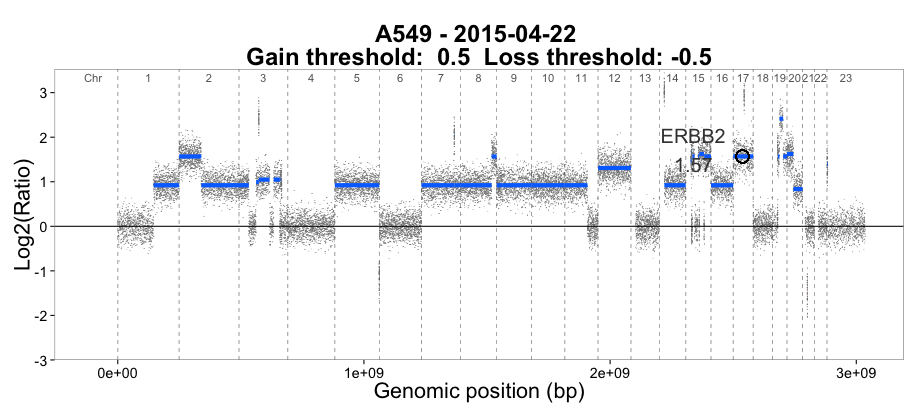 A549 - 2015-04-22
Gain threshold:  0.5  Loss threshold: -0.5
Chr 1 2 3 4 5 6 7 8 9 10 11 12 13 14 15 16 17 18 19 20 21 22 23
3
2
1
0
-1
-2
-3
Log2(Ratio)
ERBB2
1.57
0e+00 1e+09 2e+09 3e+09
Genomic position (bp)